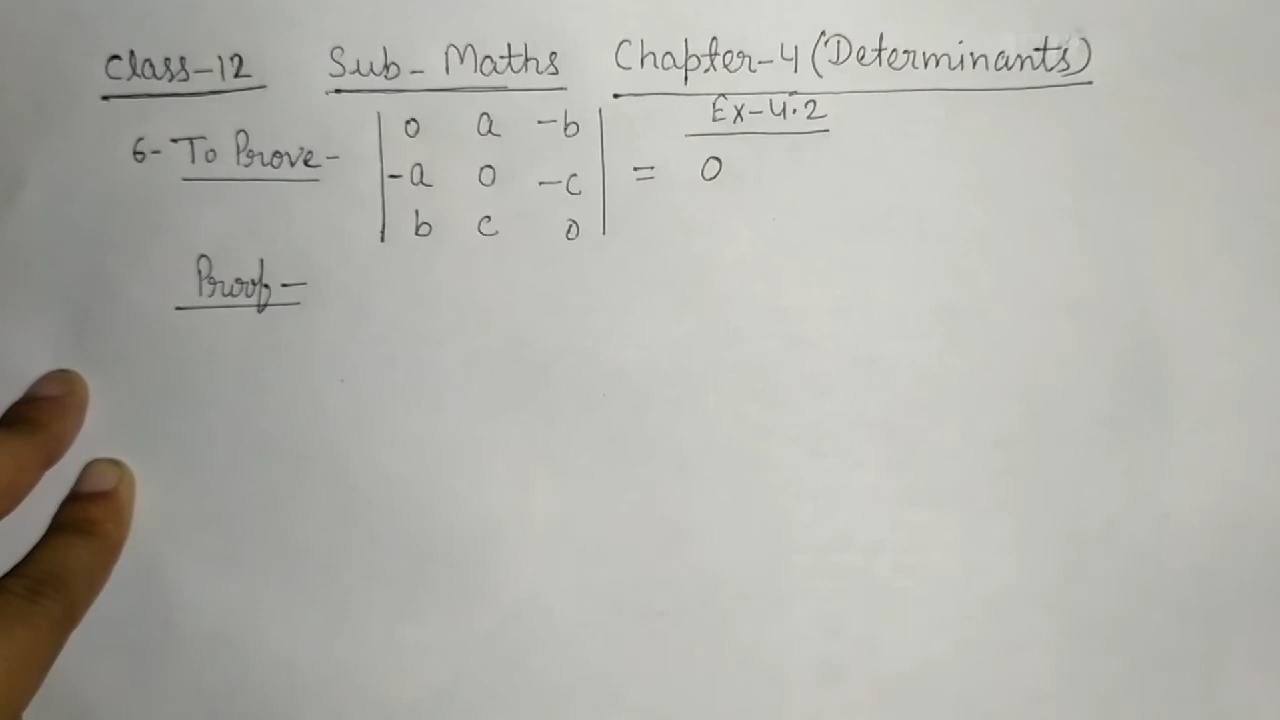 Class-12 Sub- Maths Chapter-4 (Determinants)
Ex-4.2
6- To Prove- | 0 a -b | = 0
| -a 0 -c |
| b c 0 |
Proof-